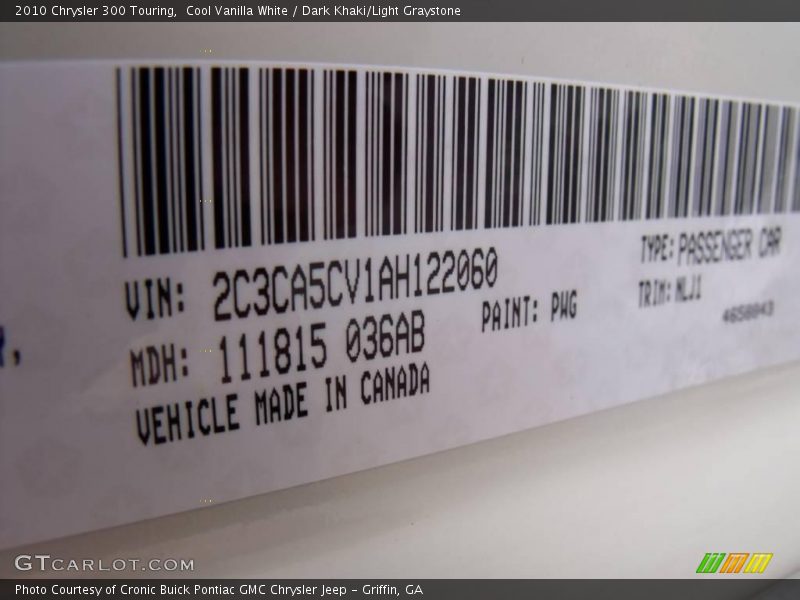 2010 Chrysler 300 Touring,  Cool Vanilla White / Dark Khaki/Light Graystone
VIN: 2C3CA5CV1AH122060
TYPE: PASSENGER CAR
MDH: 111815 036AB
PAINT: PWG
TRIM: NLJ1
4658043
VEHICLE MADE IN CANADA
GTCARLOT.COM
Photo Courtesy of Cronic Buick Pontiac GMC Chrysler Jeep - Griffin, GA